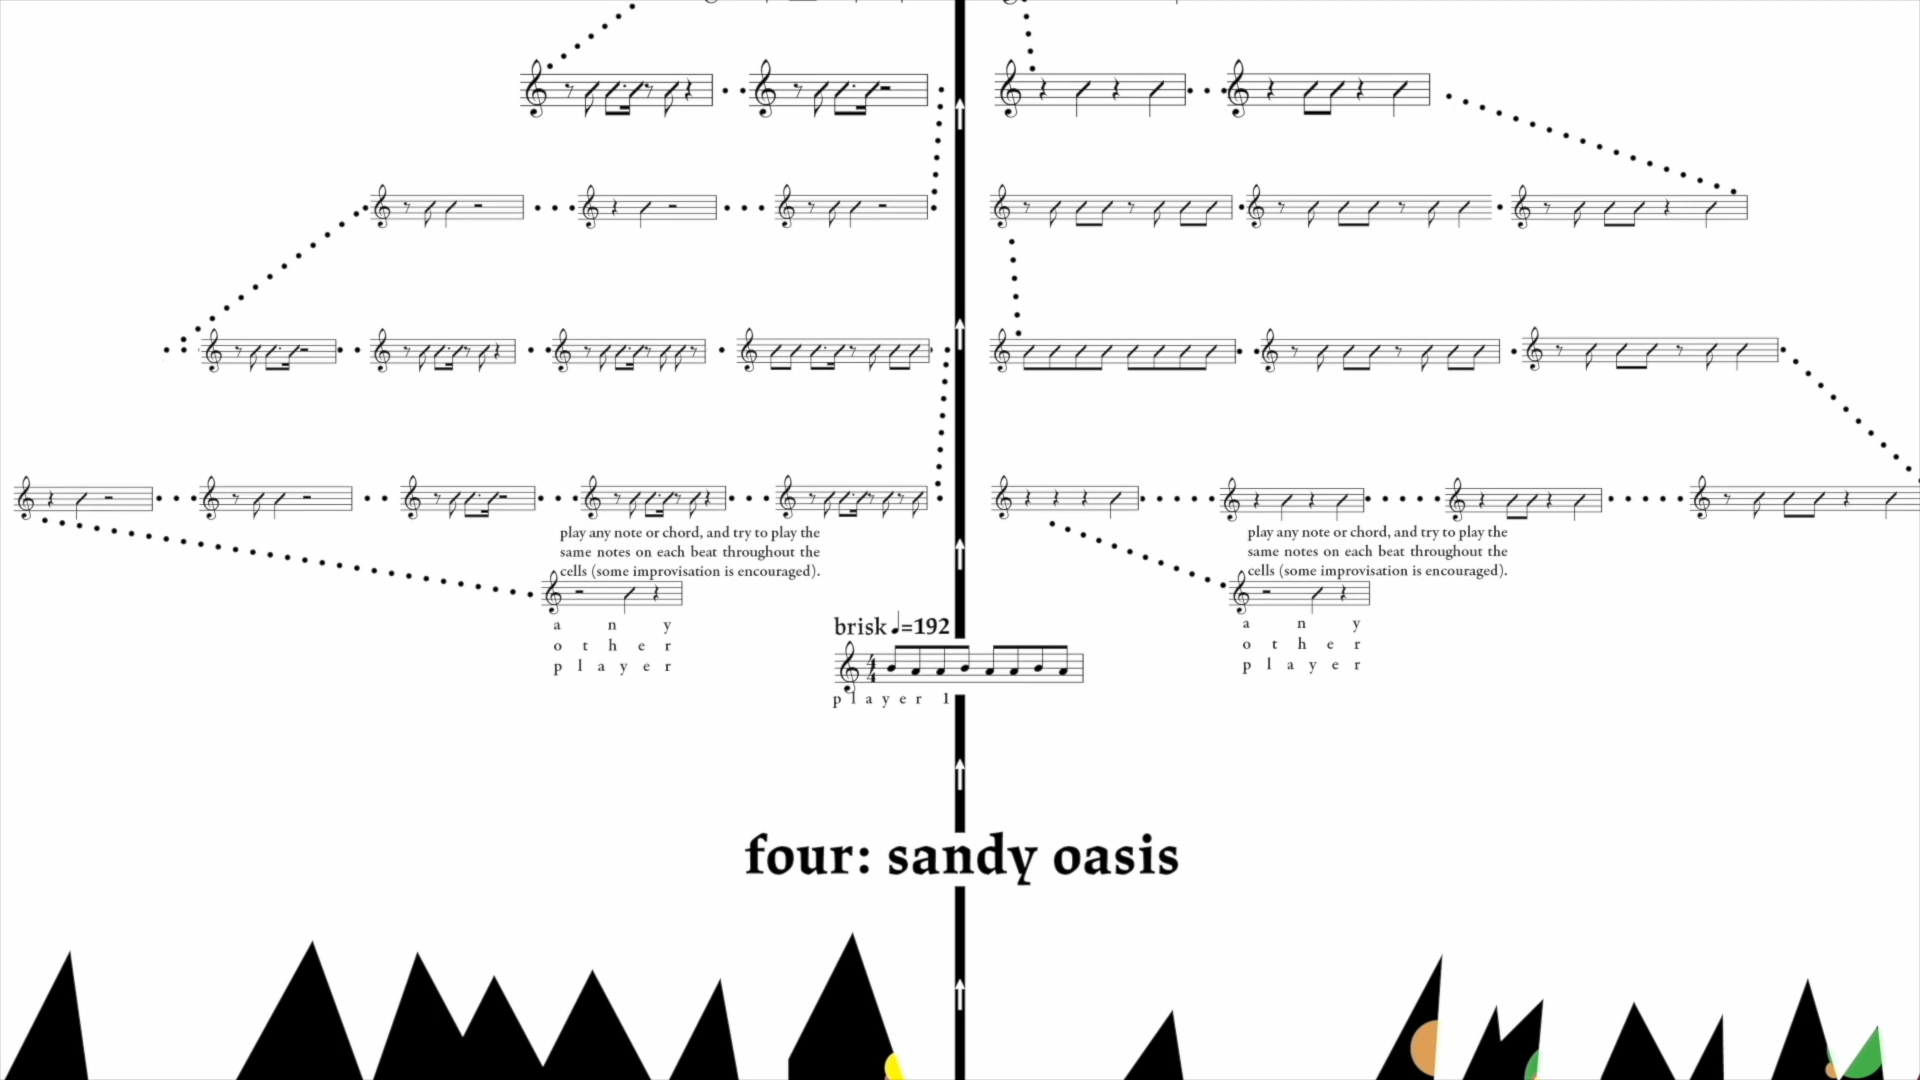 play any note or chord, and try to play the
same notes on each beat throughout the
cells (some improvisation is encouraged).
a n y
o t h e r
p l a y e r
play any note or chord, and try to play the
same notes on each beat throughout the
cells (some improvisation is encouraged).
a n y
o t h e r
p l a y e r
brisk ♩=192
4
4
p l a y e r 1
four: sandy oasis